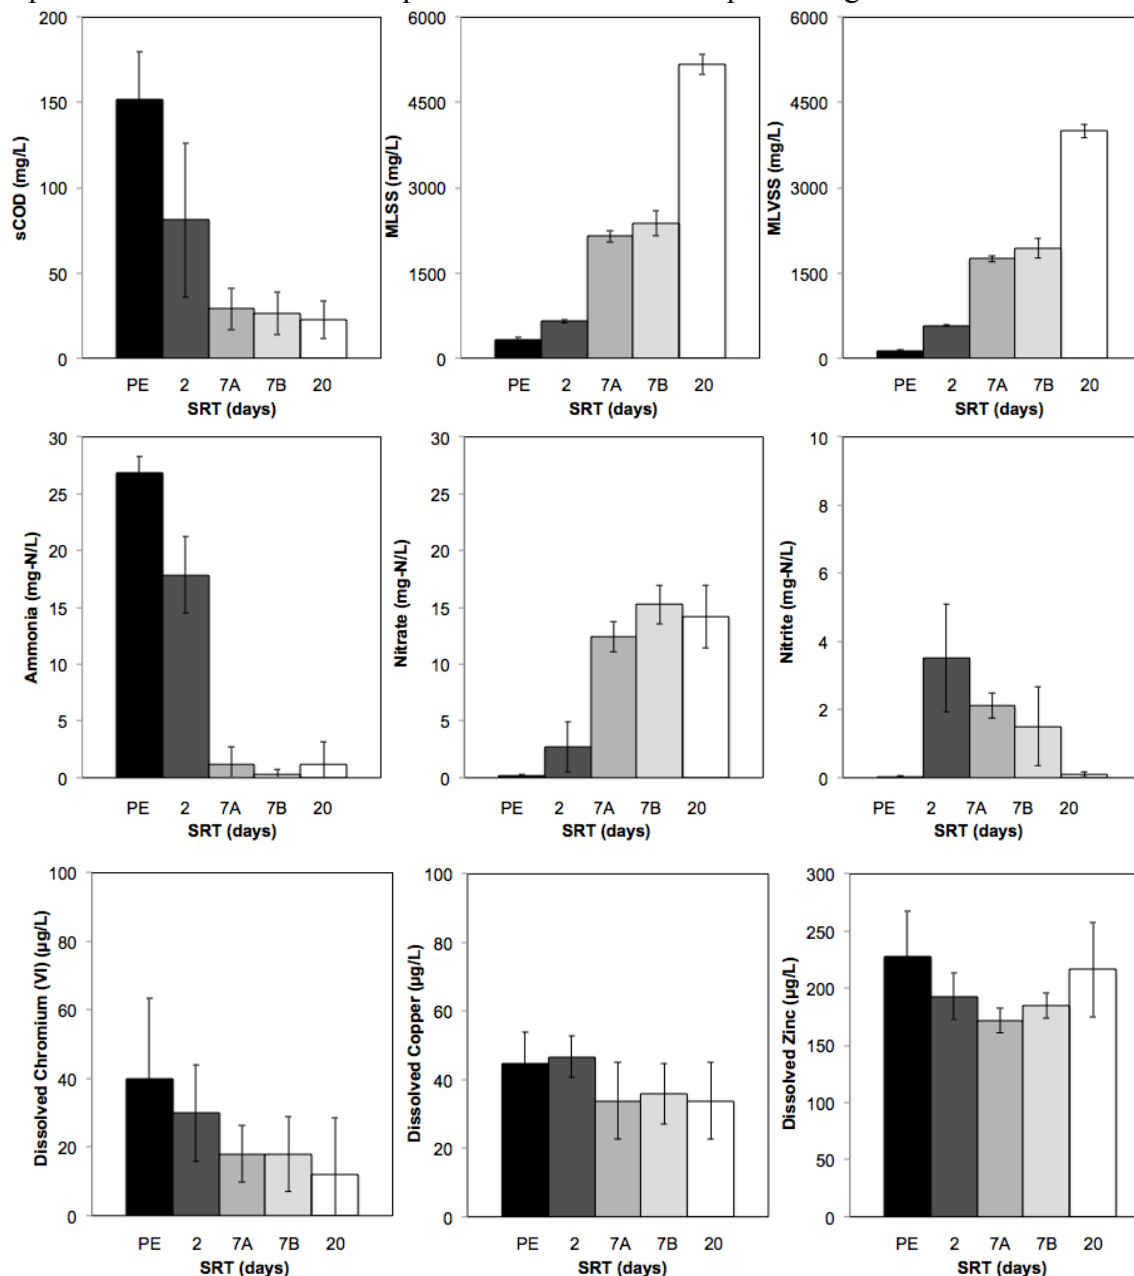 200
150
100
50
0
sCOD (mg/L)
PE 2 7A 7B 20
SRT (days)
6000
4500
3000
1500
0
MLSS (mg/L)
PE 2 7A 7B 20
SRT (days)
6000
4500
3000
1500
0
MLVSS (mg/L)
PE 2 7A 7B 20
SRT (days)
30
25
20
15
10
5
0
Ammonia (mg-N/L)
PE 2 7A 7B 20
SRT (days)
30
25
20
15
10
5
0
Nitrate (mg-N/L)
PE 2 7A 7B 20
SRT (days)
10
8
6
4
2
0
Nitrite (mg-N/L)
PE 2 7A 7B 20
SRT (days)
100
80
60
40
20
0
Dissolved Chromium (VI) (µg/L)
PE 2 7A 7B 20
SRT (days)
100
80
60
40
20
0
Dissolved Copper (µg/L)
PE 2 7A 7B 20
SRT (days)
300
250
200
150
100
50
0
Dissolved Zinc (µg/L)
PE 2 7A 7B 20
SRT (days)